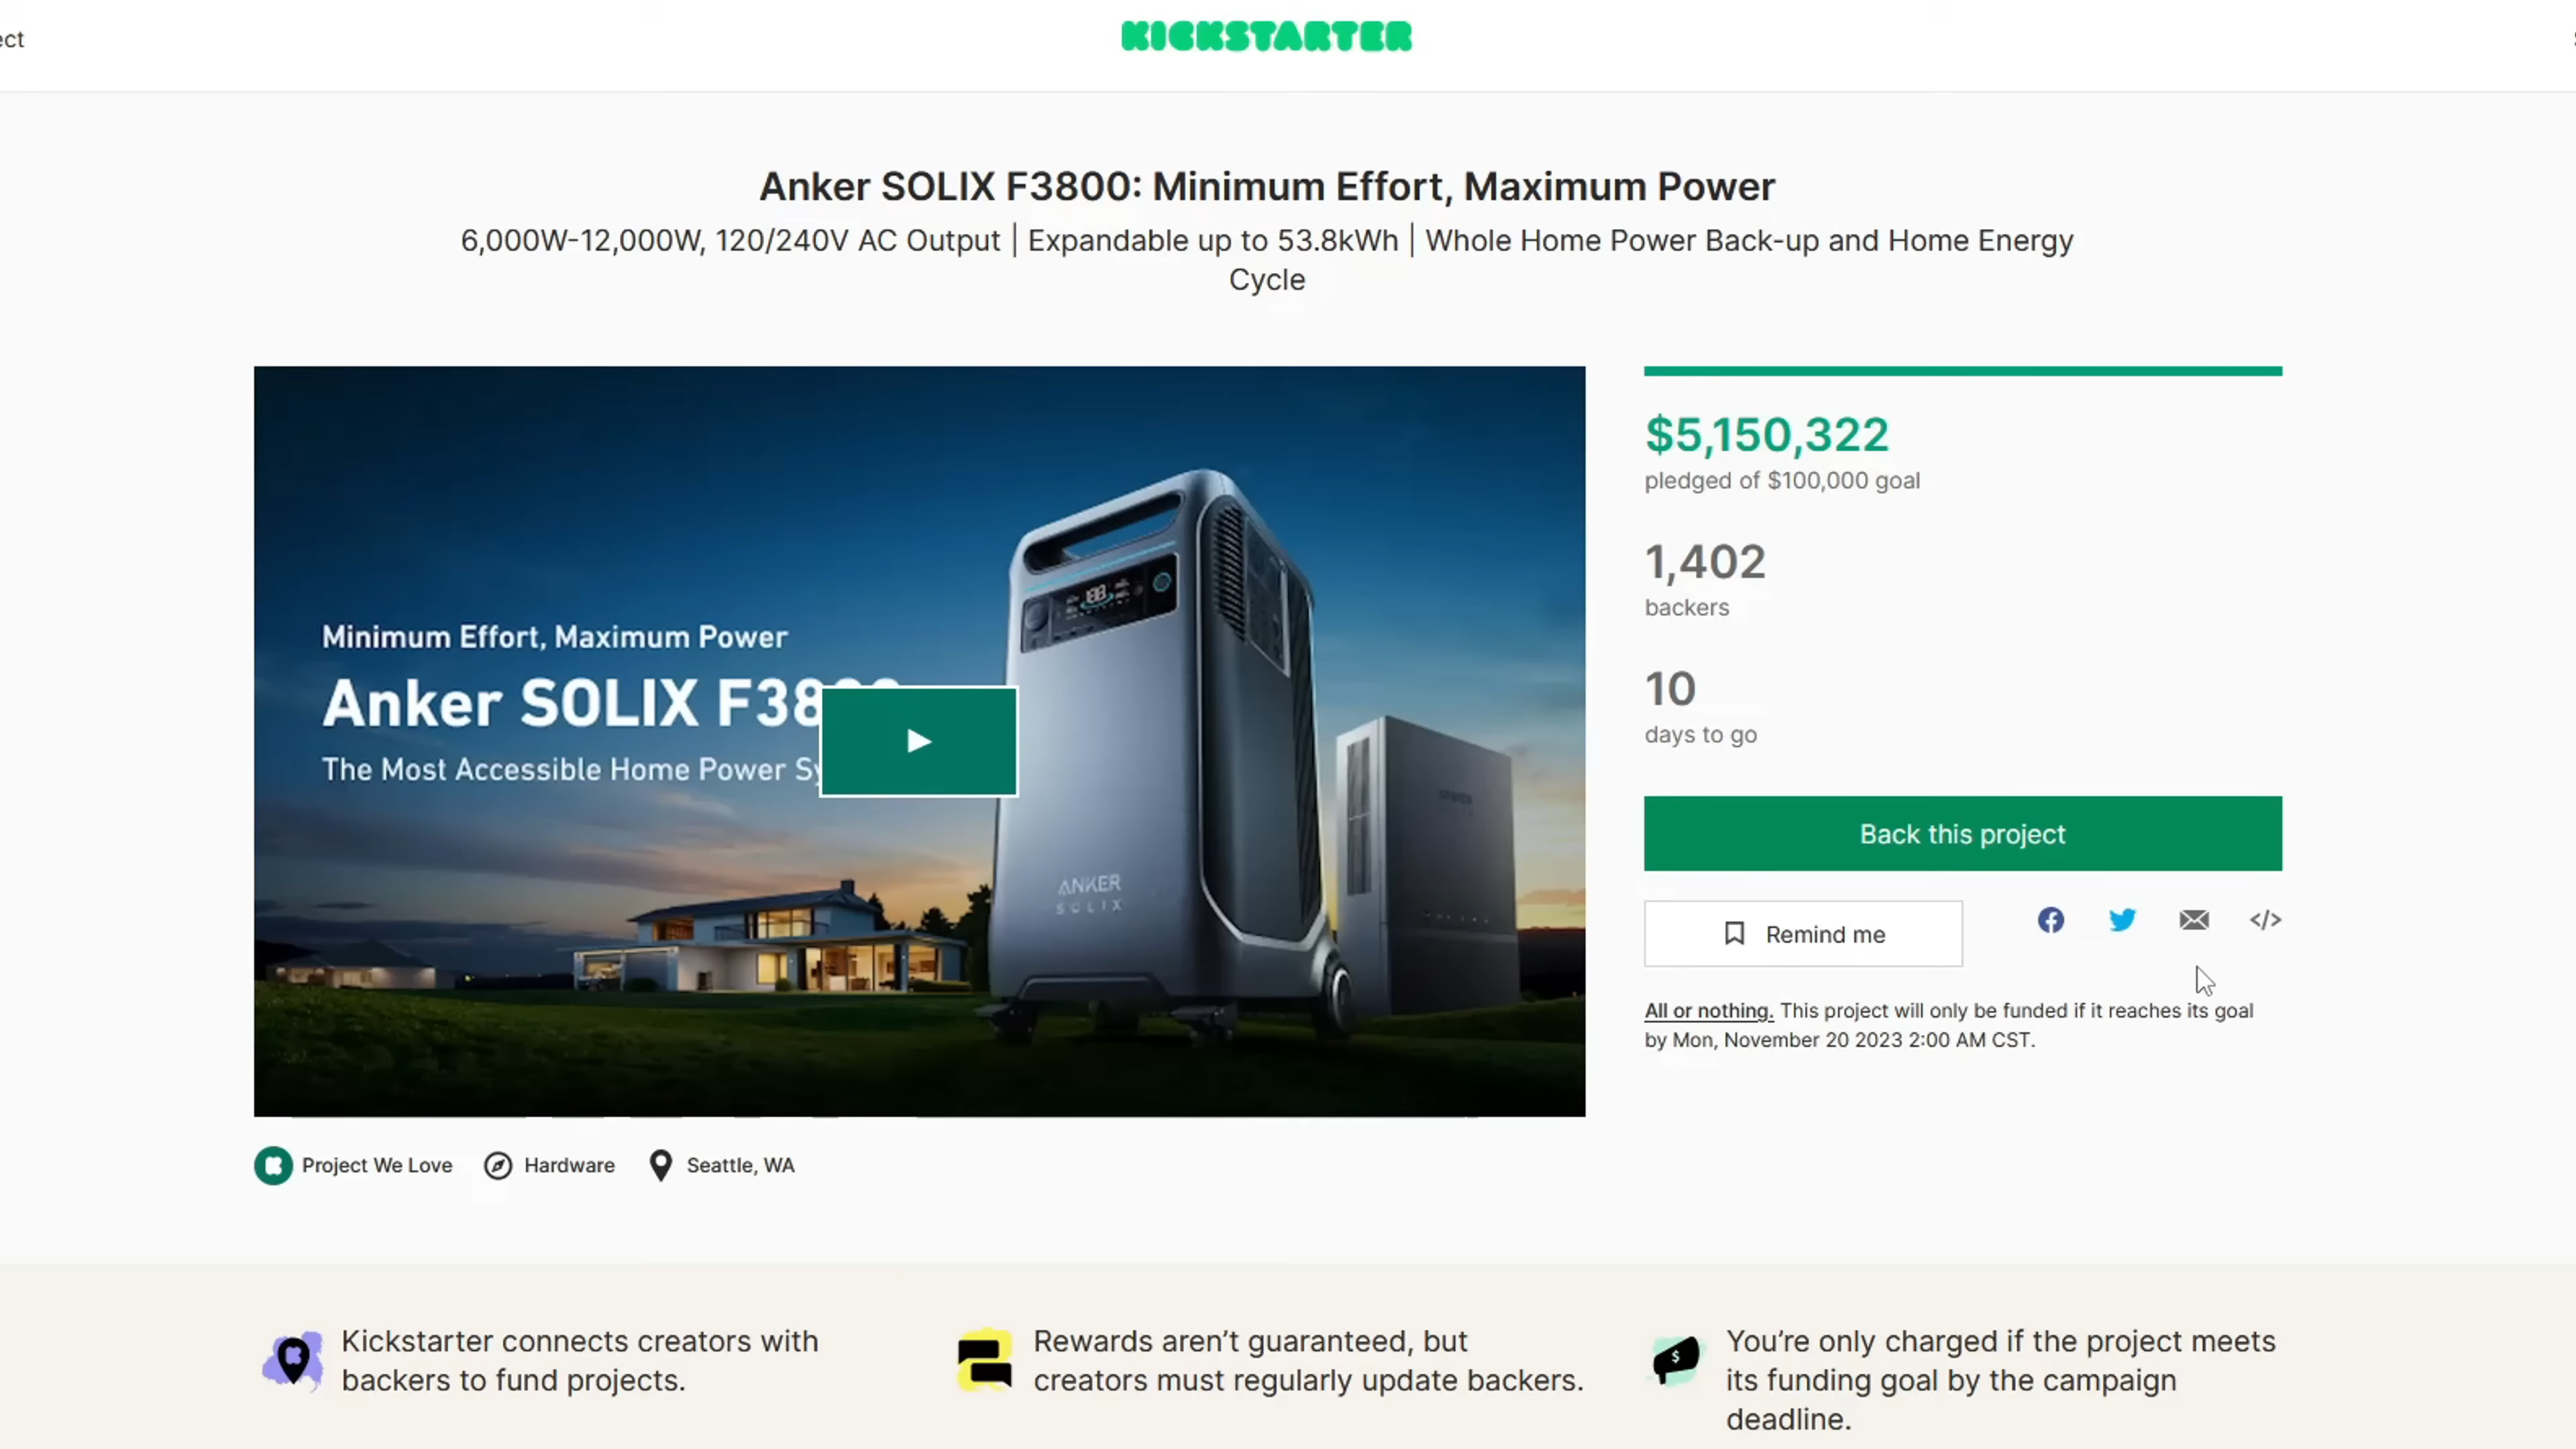 ect
KICKSTARTER
Anker SOLIX F3800: Minimum Effort, Maximum Power
6,000W-12,000W, 120/240V AC Output | Expandable up to 53.8kWh | Whole Home Power Back-up and Home Energy
Cycle
Minimum Effort, Maximum Power
Anker SOLIX F38
The Most Accessible Home Power Sy
ANKER
SOLIX
$5,150,322
pledged of $100,000 goal
1,402
backers
10
days to go
Back this project
Remind me
</>
All or nothing. This project will only be funded if it reaches its goal
by Mon, November 20 2023 2:00 AM CST.
Project We Love
Hardware
Seattle, WA
Kickstarter connects creators with
backers to fund projects.
Rewards aren’t guaranteed, but
creators must regularly update backers.
$
You’re only charged if the project meets
its funding goal by the campaign
deadline.